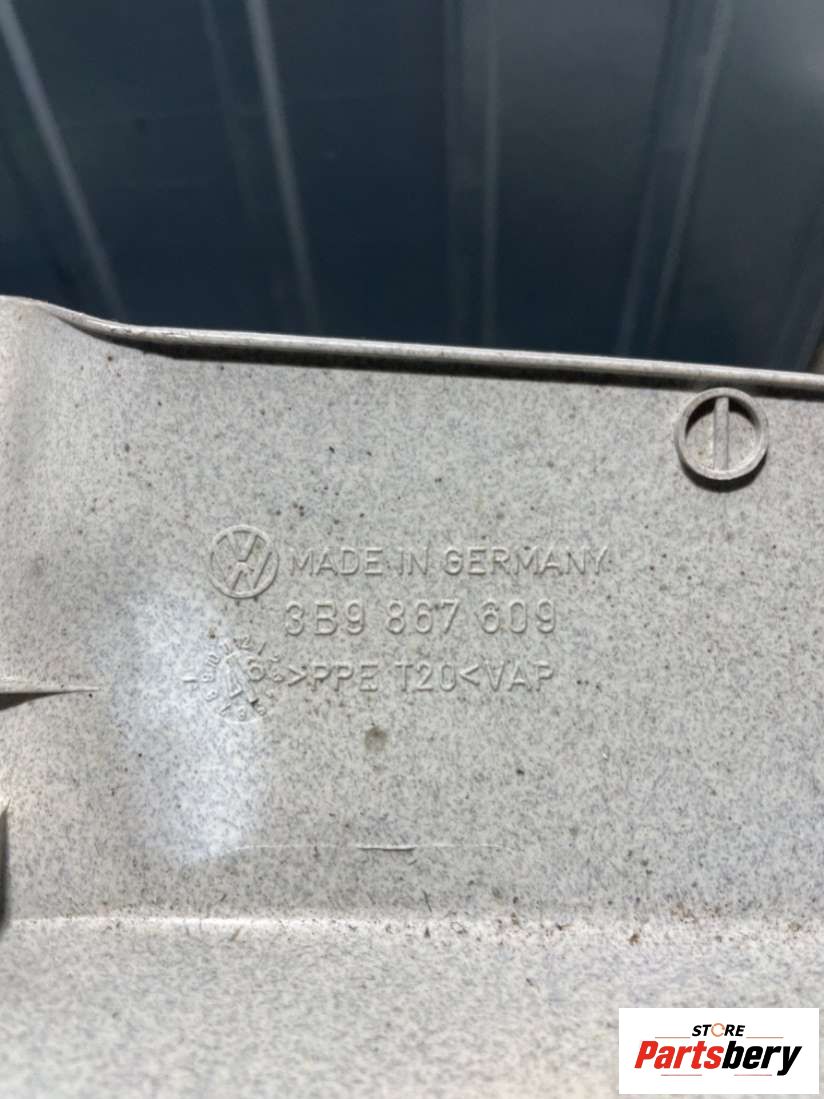 MADE IN GERMANY
3B9 867 609
>PPE T20< VAP
STORE
Partsbery